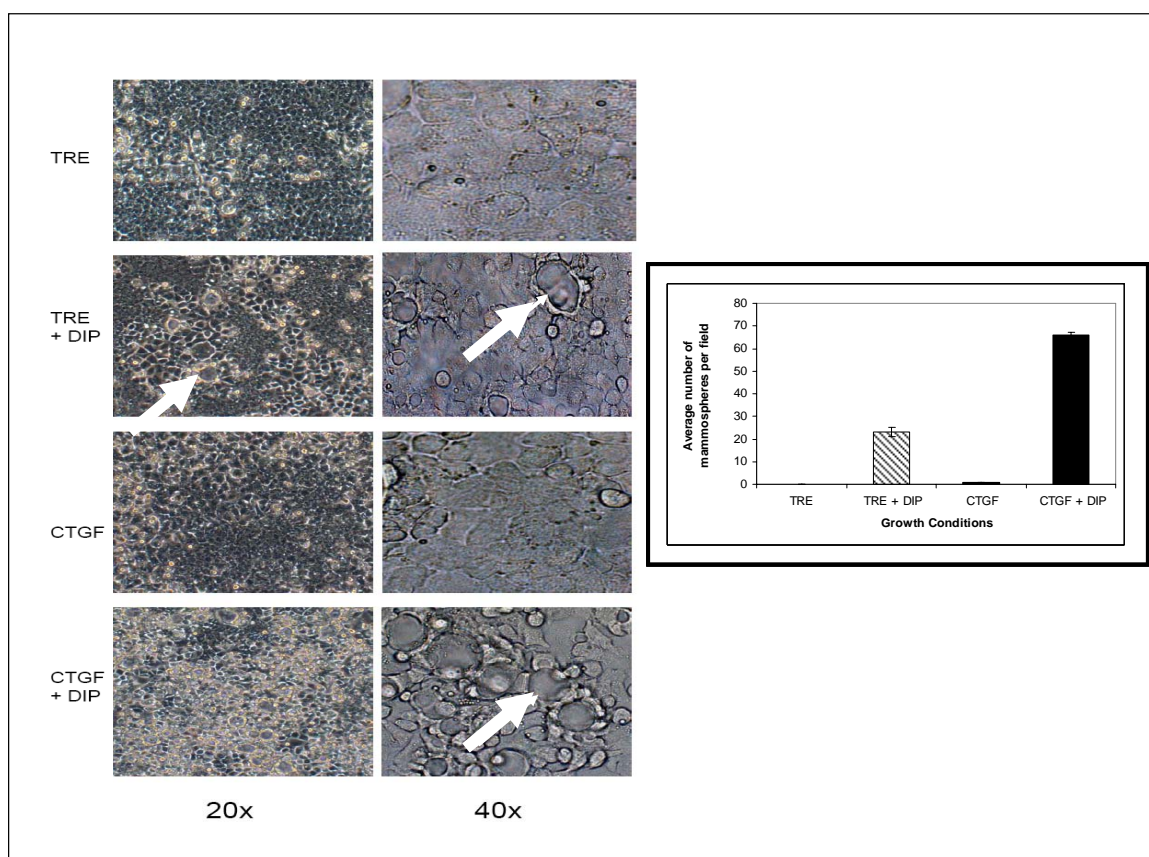 TRE
TRE
+ DIP
CTGF
CTGF
+ DIP
20x
40x
Average number of
mammospheres per field
80
70
60
50
40
30
20
10
0
TRE
TRE + DIP
CTGF
CTGF + DIP
Growth Conditions